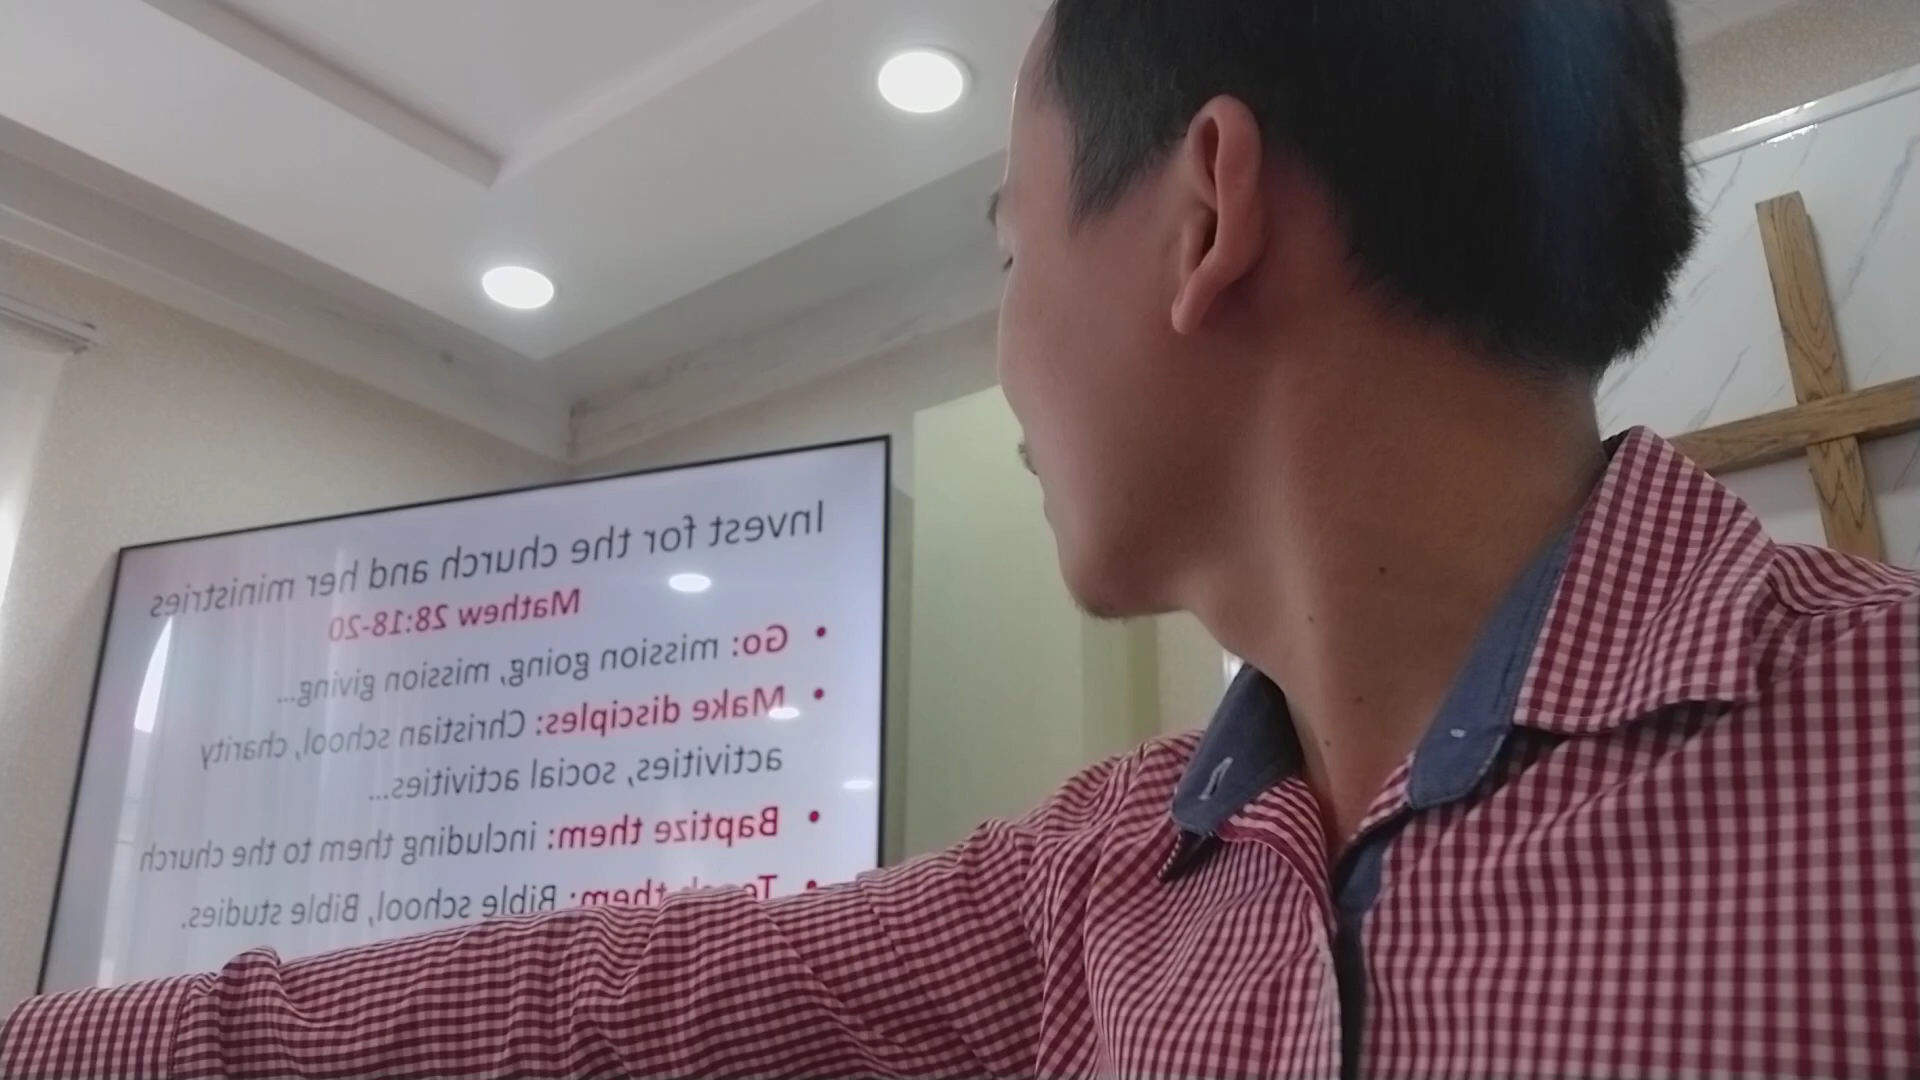 Invest for the church and her ministries
Mathew 28:18-20
• Go: mission going, mission giving...
• Make disciples: Christian school, charity
activities, social activities...
• Baptize them: including them to the church
• Teach them: Bible school, Bible studies.